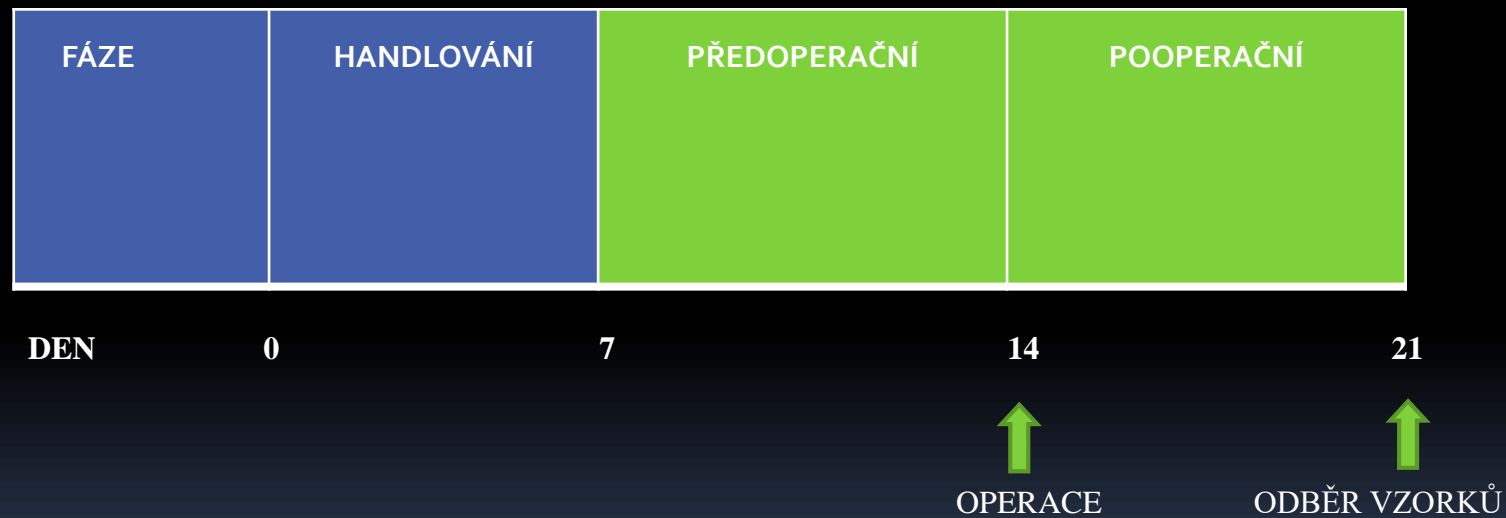 FÁZE HANDLOVÁNÍ PŘEDOPERAČNÍ POOPERAČNÍ
DEN 0 7 14 21
OPERACE ODBĚR VZORKŮ